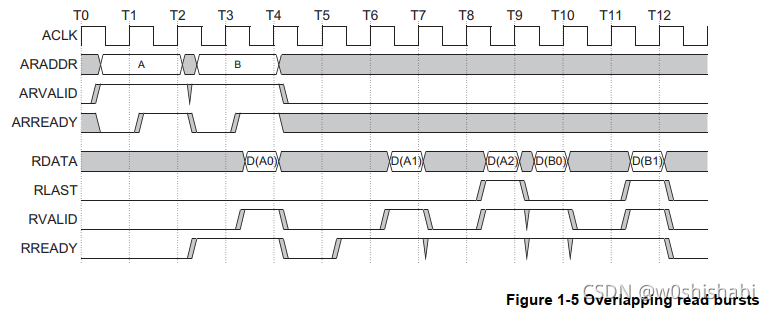 T0 T1 T2 T3 T4 T5 T6 T7 T8 T9 T10 T11 T12
ACLK
ARADDR A B
ARVALID
ARREADY
RDATA D(A0) D(A1) D(A2) D(B0) D(B1)
RLAST
RVALID
RREADY
CSDN @w0shishabi
Figure 1-5 Overlapping read bursts